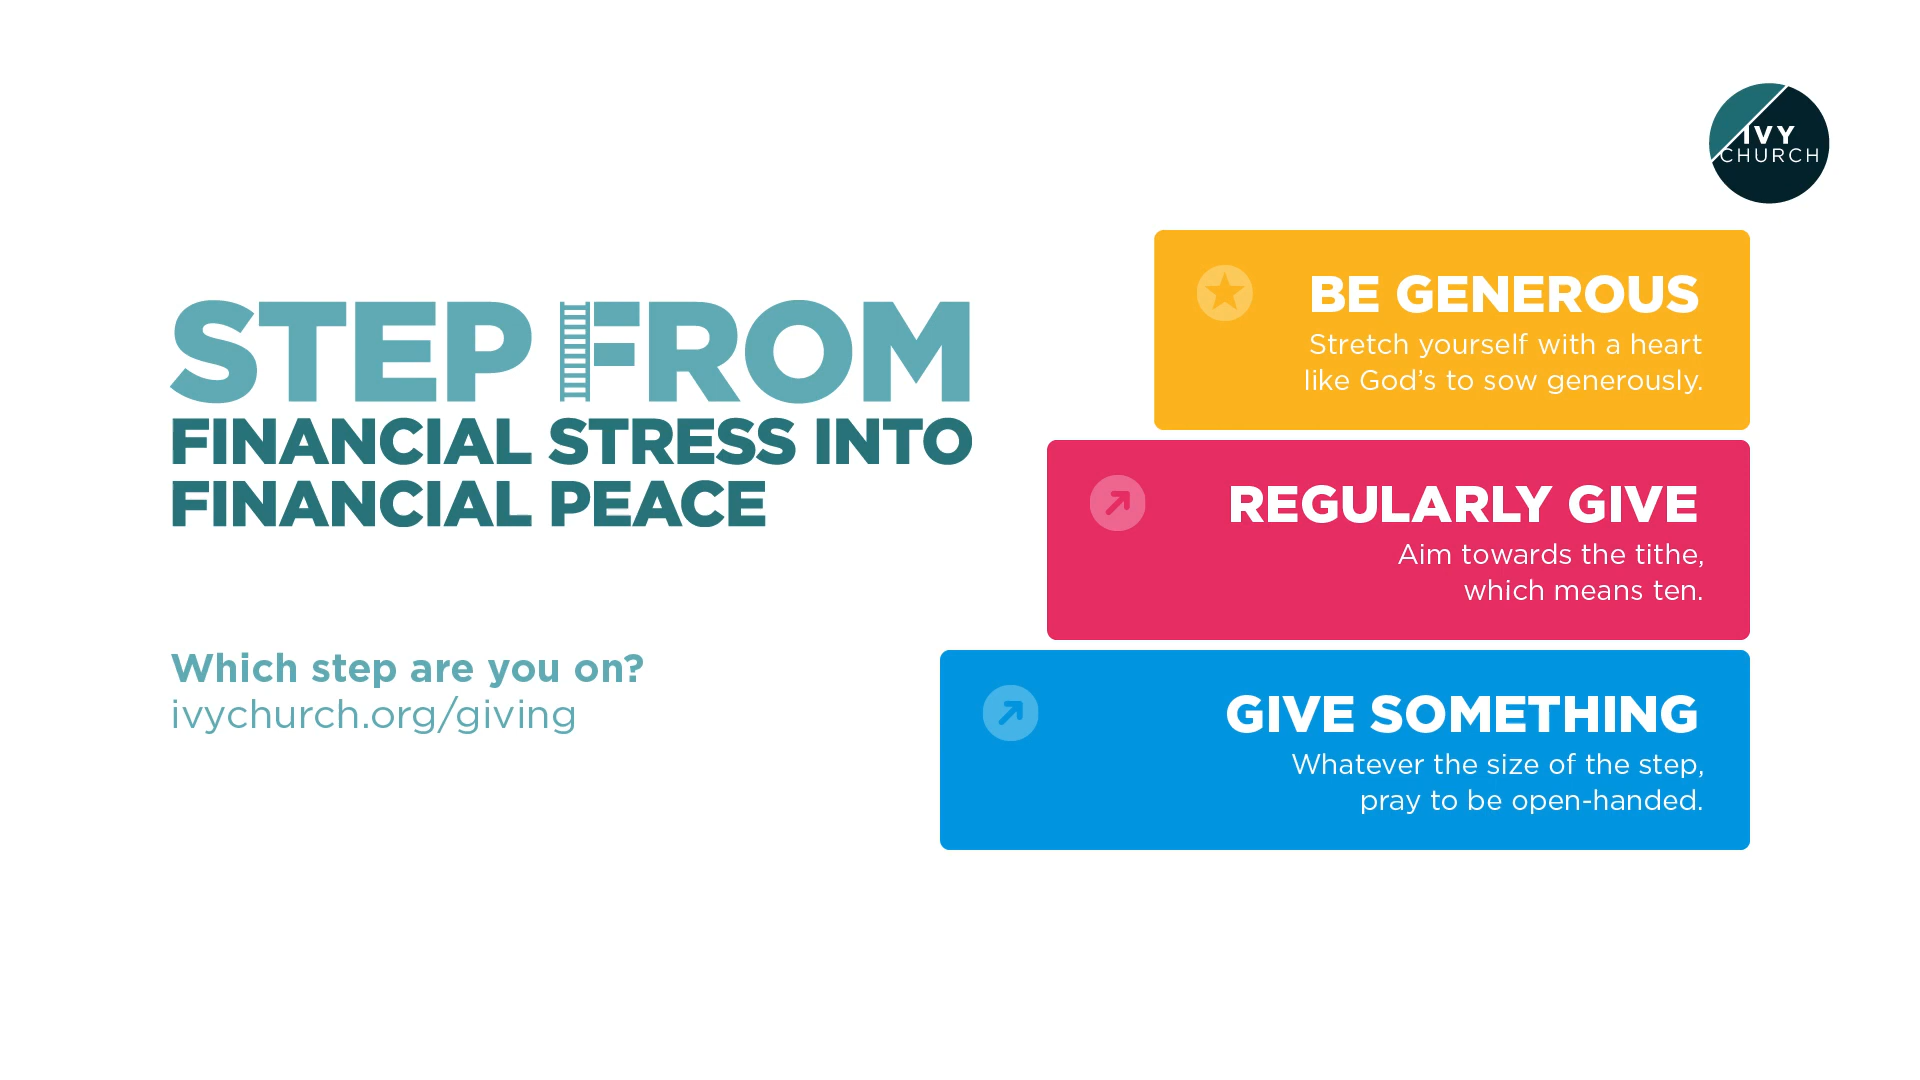 IVY
CHURCH
STEP FROM
FINANCIAL STRESS INTO
FINANCIAL PEACE
Which step are you on?
ivychurch.org/giving
BE GENEROUS
Stretch yourself with a heart
like God’s to sow generously.
REGULARLY GIVE
Aim towards the tithe,
which means ten.
GIVE SOMETHING
Whatever the size of the step,
pray to be open-handed.